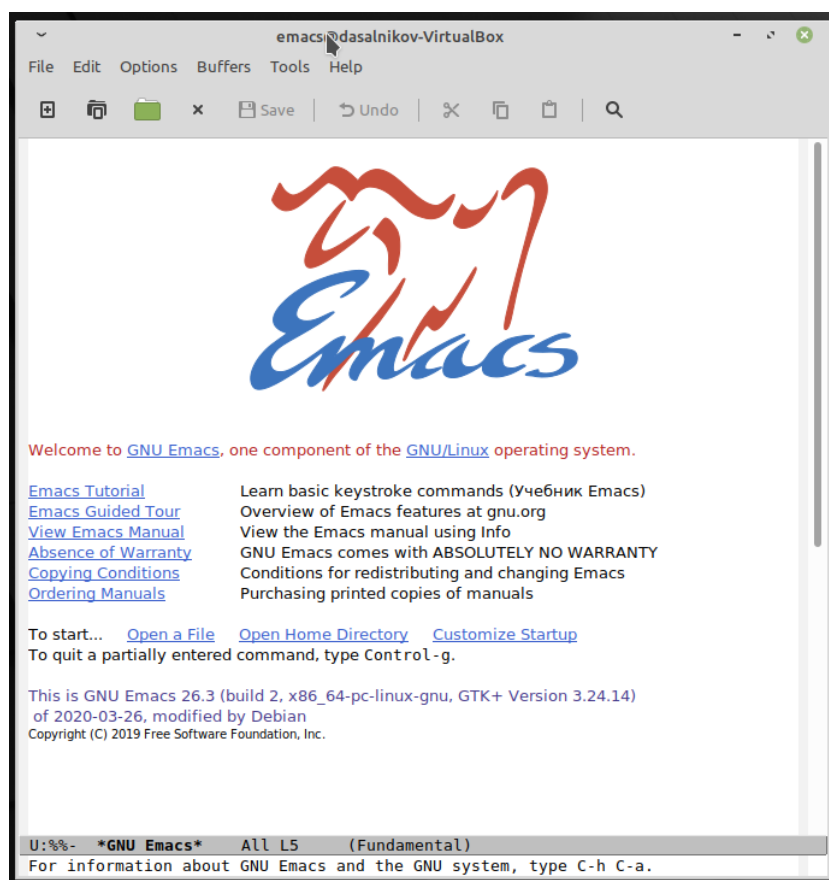 emacs@dasalnikov-VirtualBox
File Edit Options Buffers Tools Help
Save Undo
Emacs
Welcome to GNU Emacs, one component of the GNU/Linux operating system.
Emacs Tutorial Learn basic keystroke commands (Учебник Emacs)
Emacs Guided Tour Overview of Emacs features at gnu.org
View Emacs Manual View the Emacs manual using Info
Absence of Warranty GNU Emacs comes with ABSOLUTELY NO WARRANTY
Copying Conditions Conditions for redistributing and changing Emacs
Ordering Manuals Purchasing printed copies of manuals
To start... Open a File Open Home Directory Customize Startup
To quit a partially entered command, type Control-g.
This is GNU Emacs 26.3 (build 2, x86_64-pc-linux-gnu, GTK+ Version 3.24.14)
of 2020-03-26, modified by Debian
Copyright (C) 2019 Free Software Foundation, Inc.
U:%%- *GNU Emacs* All L5 (Fundamental)
For information about GNU Emacs and the GNU system, type C-h C-a.